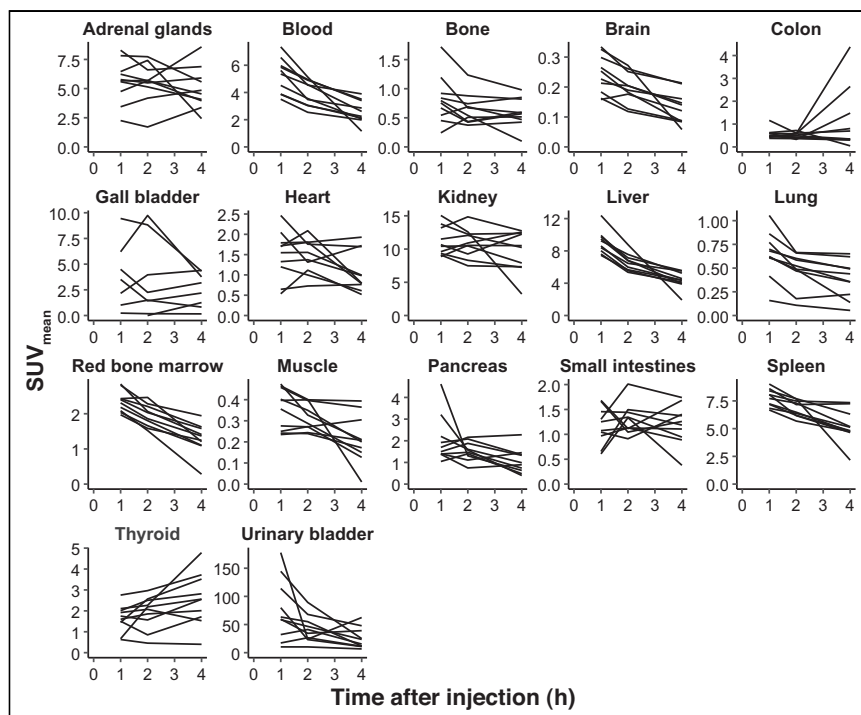 Adrenal glands Blood Bone Brain Colon
7.5 5.0 2.5 0.0
6 4 2 0
1.5 1.0 0.5 0.0
0.3 0.2 0.1 0.0
4 3 2 1 0
0 1 2 3 4 0 1 2 3 4 0 1 2 3 4 0 1 2 3 4 0 1 2 3 4
Gall bladder Heart Kidney Liver Lung
10.0 7.5 5.0 2.5 0.0
2.5 2.0 1.5 1.0 0.5 0.0
15 10 5 0
12 8 4 0
1.00 0.75 0.50 0.25 0.00
0 1 2 3 4 0 1 2 3 4 0 1 2 3 4 0 1 2 3 4 0 1 2 3 4
SUVmean
Red bone marrow Muscle Pancreas Small intestines Spleen
2 1 0
0.4 0.3 0.2 0.1 0.0
4 3 2 1 0
2.0 1.5 1.0 0.5 0.0
7.5 5.0 2.5 0.0
0 1 2 3 4 0 1 2 3 4 0 1 2 3 4 0 1 2 3 4 0 1 2 3 4
Thyroid Urinary bladder
5 4 3 2 1 0
150 100 50 0
0 1 2 3 4 0 1 2 3 4
Time after injection (h)